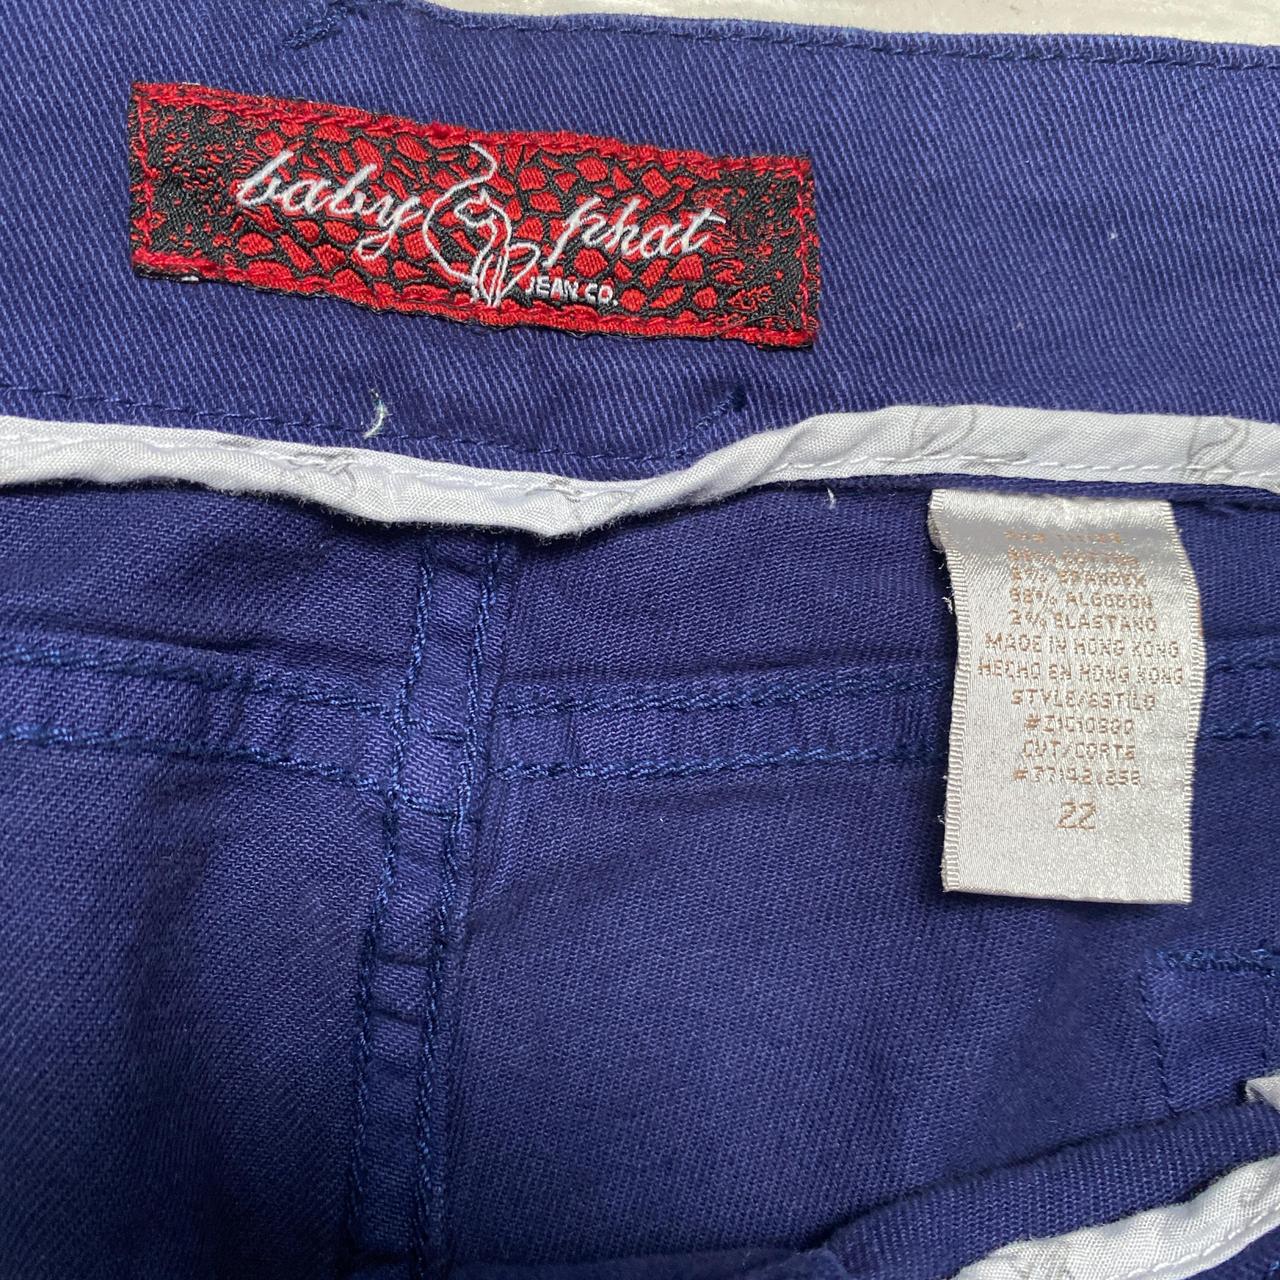 baby phat
JEAN CO.
98% COTTON
2% SPANDEX
98% ALGODON
2% ELASTANO
MADE IN HONG KONG
HECHO EN HONG KONG
STYLE/ESTILO
CUT/CORTE
22